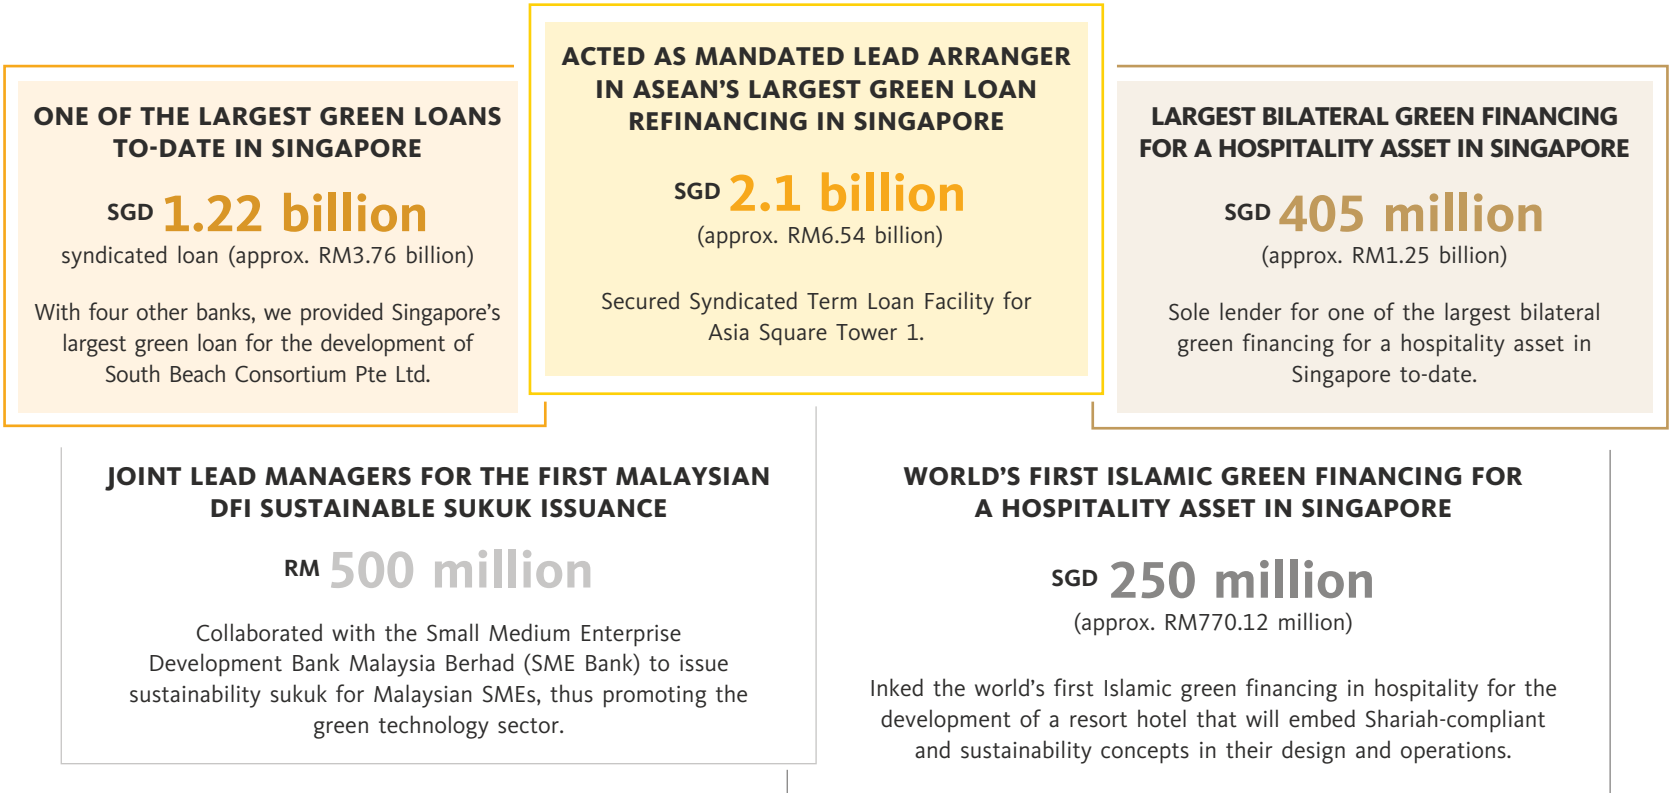 ONE OF THE LARGEST GREEN LOANS
TO-DATE IN SINGAPORE
SGD 1.22 billion
syndicated loan (approx. RM3.76 billion)
With four other banks, we provided Singapore’s
largest green loan for the development of
South Beach Consortium Pte Ltd.
ACTED AS MANDATED LEAD ARRANGER
IN ASEAN’S LARGEST GREEN LOAN
REFINANCING IN SINGAPORE
SGD 2.1 billion
(approx. RM6.54 billion)
Secured Syndicated Term Loan Facility for
Asia Square Tower 1.
LARGEST BILATERAL GREEN FINANCING
FOR A HOSPITALITY ASSET IN SINGAPORE
SGD 405 million
(approx. RM1.25 billion)
Sole lender for one of the largest bilateral
green financing for a hospitality asset in
Singapore to-date.
JOINT LEAD MANAGERS FOR THE FIRST MALAYSIAN
DFI SUSTAINABLE SUKUK ISSUANCE
RM 500 million
Collaborated with the Small Medium Enterprise
Development Bank Malaysia Berhad (SME Bank) to issue
sustainability sukuk for Malaysian SMEs, thus promoting the
green technology sector.
WORLD’S FIRST ISLAMIC GREEN FINANCING FOR
A HOSPITALITY ASSET IN SINGAPORE
SGD 250 million
(approx. RM770.12 million)
Inked the world’s first Islamic green financing in hospitality for the
development of a resort hotel that will embed Shariah-compliant
and sustainability concepts in their design and operations.